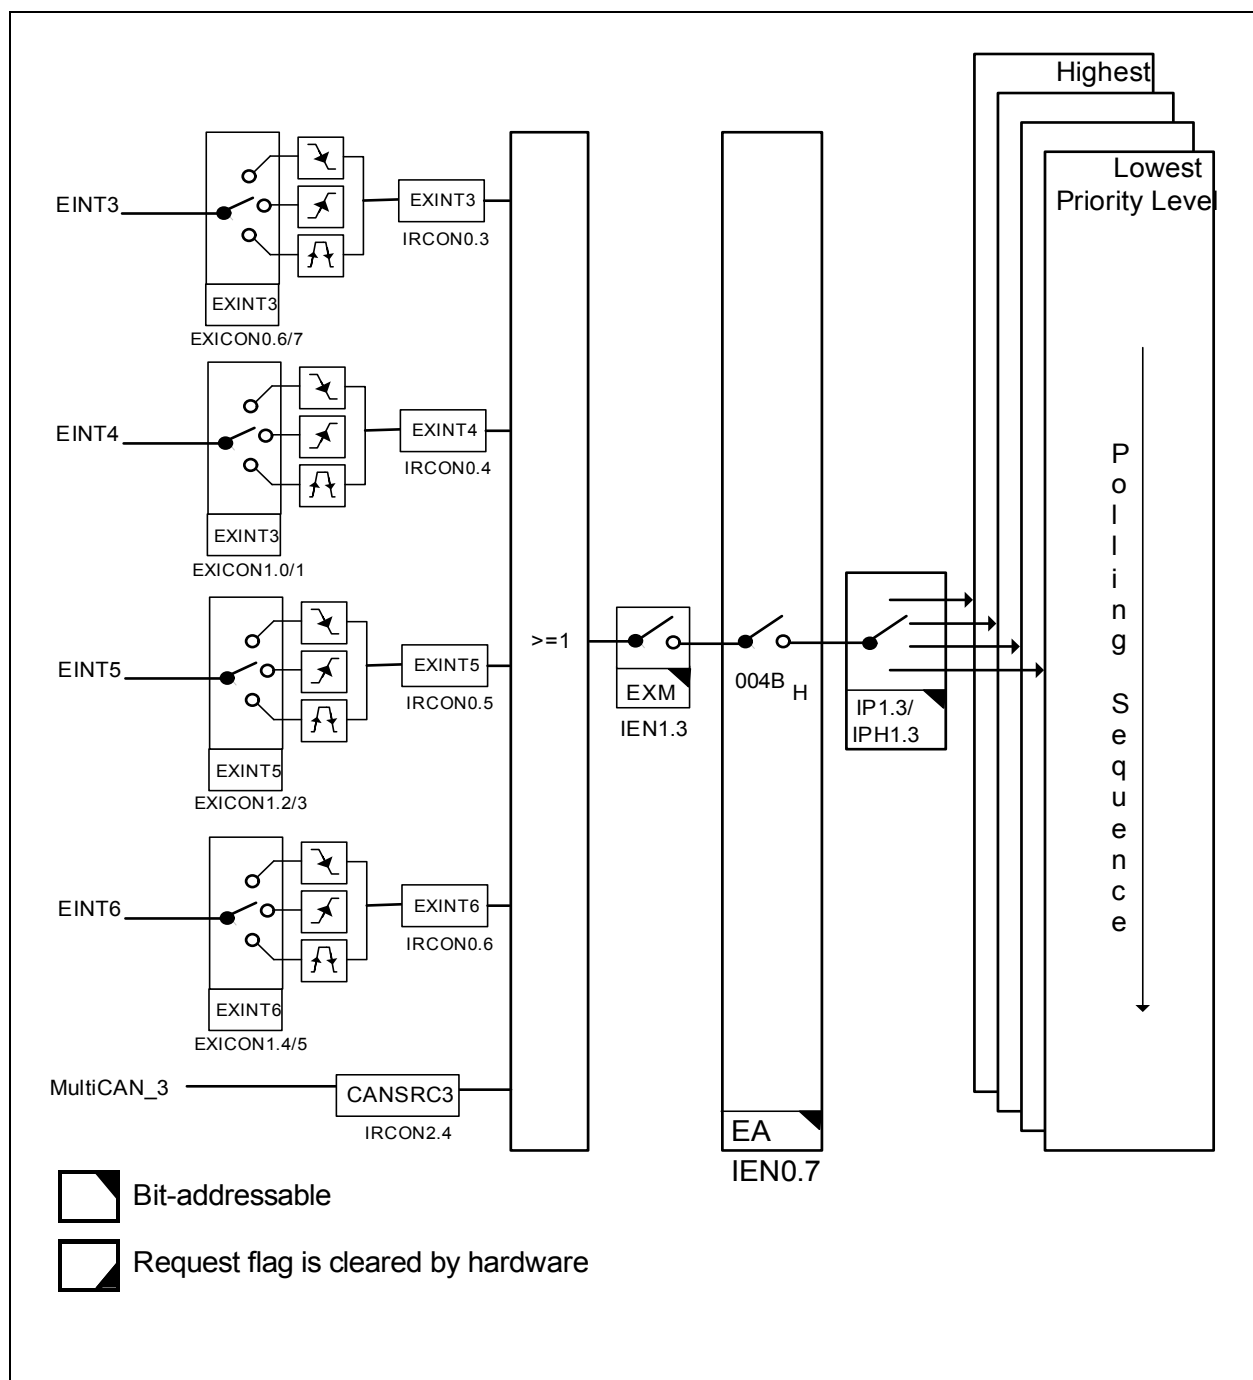 Highest
Lowest
Priority Level
EINT3
EXINT3
IRCON0.3
EXINT3
EXICON0.6/7
EINT4
EXINT4
IRCON0.4
EXINT3
EXICON1.0/1
EINT5
EXINT5
IRCON0.5
EXINT5
EXICON1.2/3
EINT6
EXINT6
IRCON0.6
EXINT6
EXICON1.4/5
MultiCAN_3
CANSRC3
IRCON2.4
>=1
EXM
IEN1.3
004B H
EA
IEN0.7
IP1.3/
IPH1.3
Polling Sequence
Bit-addressable
Request flag is cleared by hardware